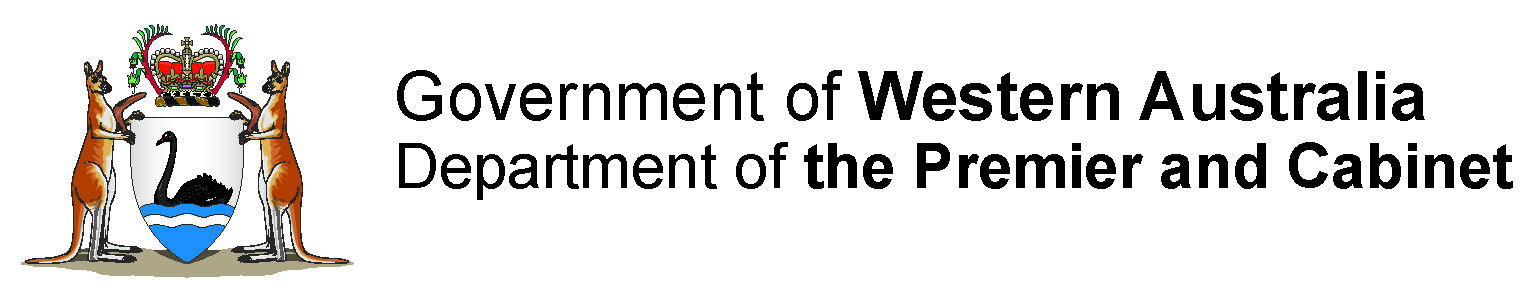 Government of Western Australia
Department of the Premier and Cabinet